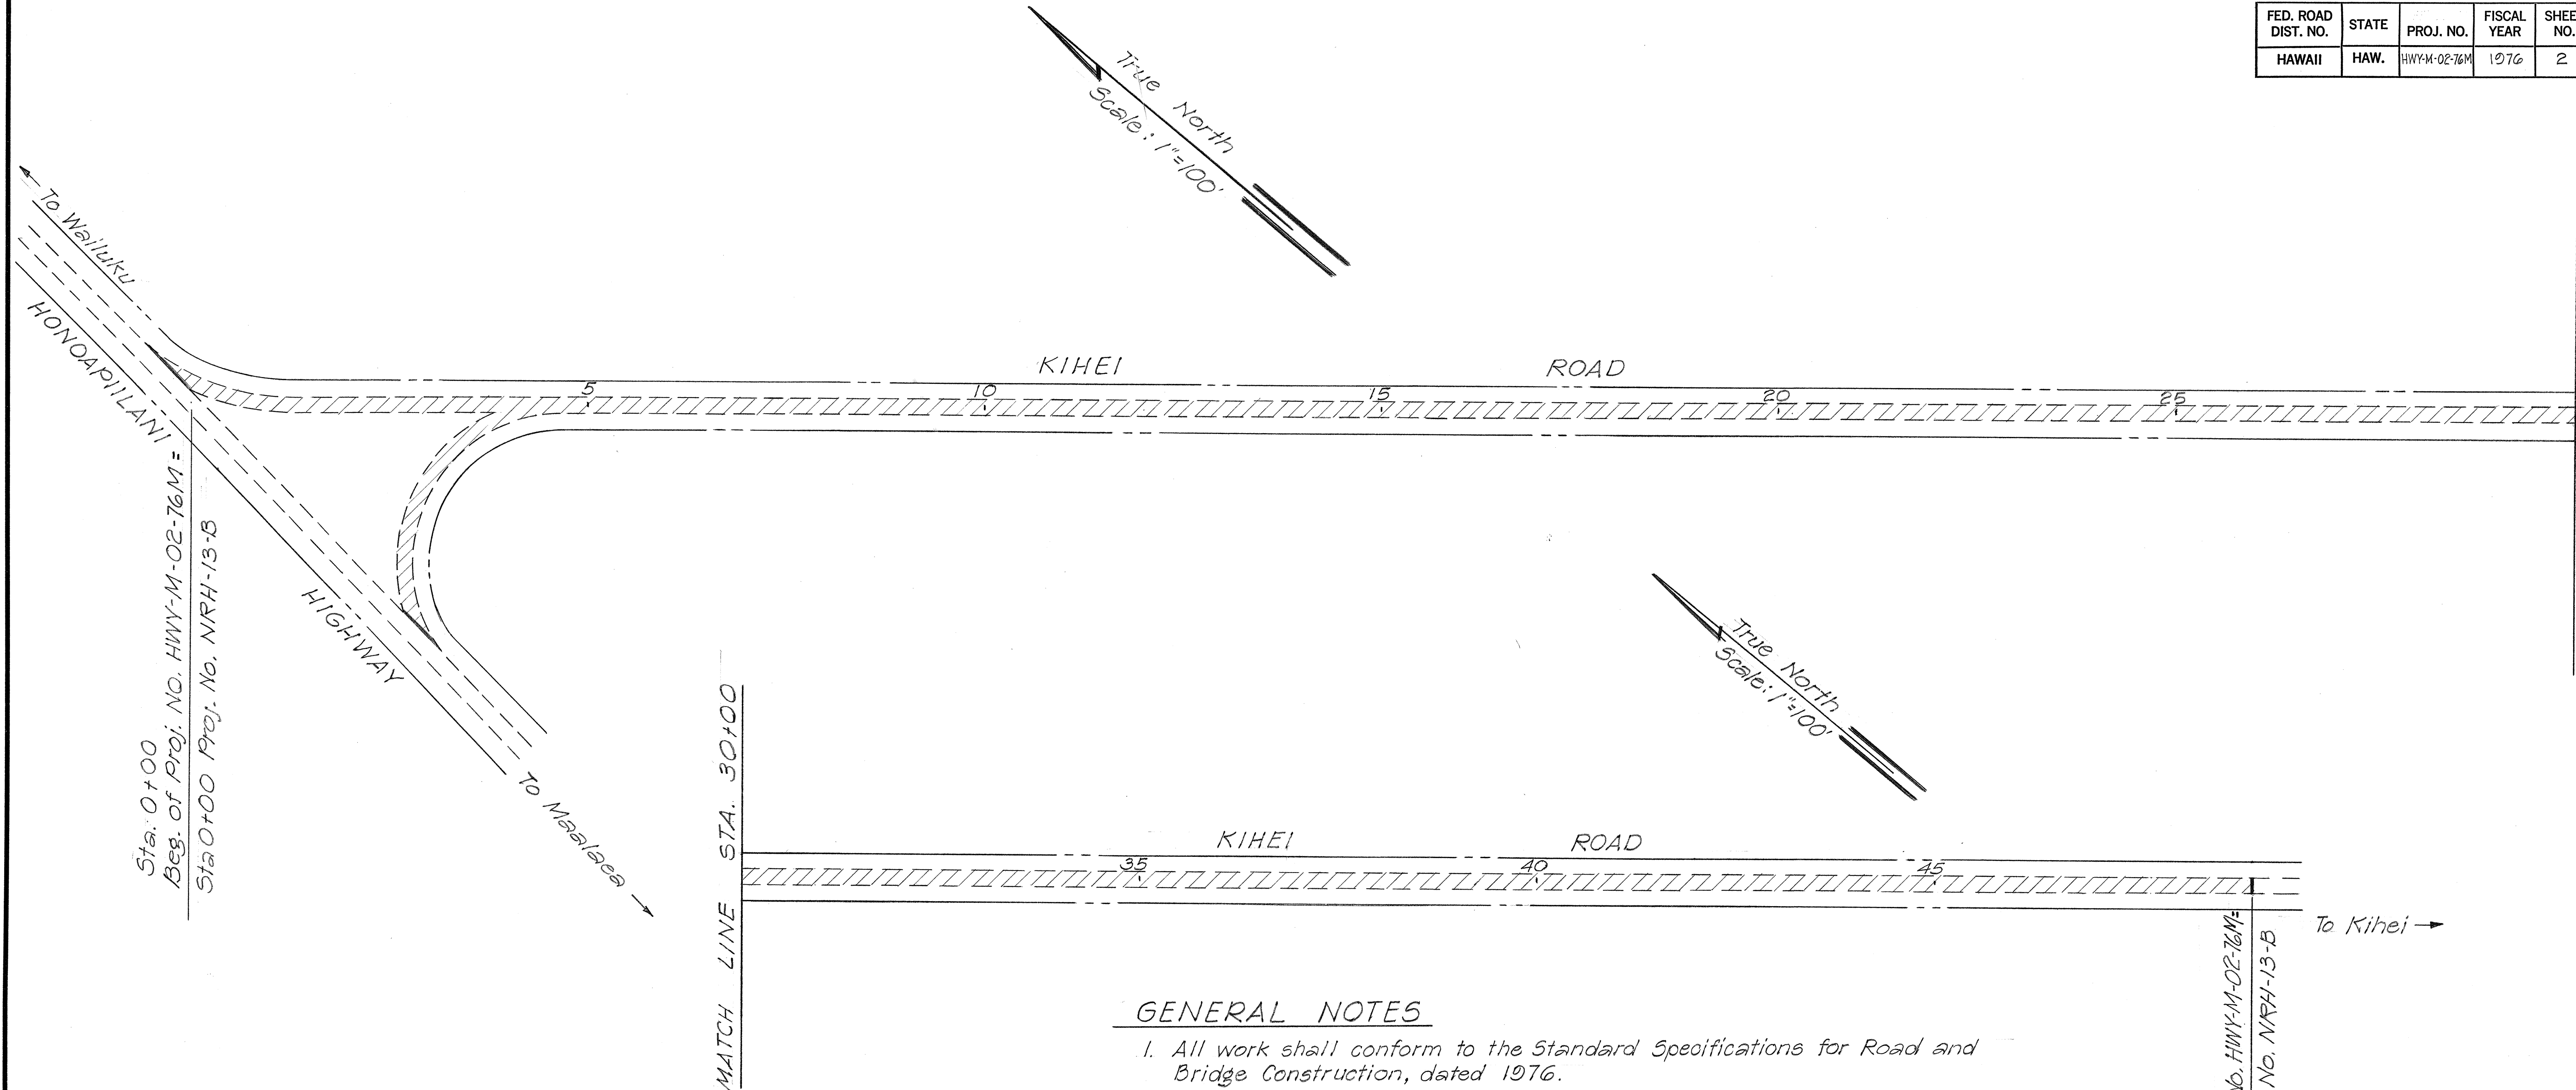 FED. ROAD DIST. NO.
STATE
PROJ. NO.
FISCAL YEAR
SHEE
NO.
HAWAII
HAW.
HWY-M-02-76M
1976
2
True North
Scale: 1"=100'
To Wailuku
HONOAPIILANI
HIGHWAY
KIHEI ROAD
5
10
15
20
25
Sta. 0+00
Beg. of Proj. No. HWY-M-02-76M =
Sta 0+00 Proj. No. NRH-13-B
To Maalaea
True North
Scale: 1"=100'
MATCH LINE STA. 30+00
KIHEI ROAD
35
40
45
To Kihei
No. HWY-M-02-76M=
No. NRH-13-B
GENERAL NOTES
1. All work shall conform to the Standard Specifications for Road and
Bridge Construction, dated 1976.